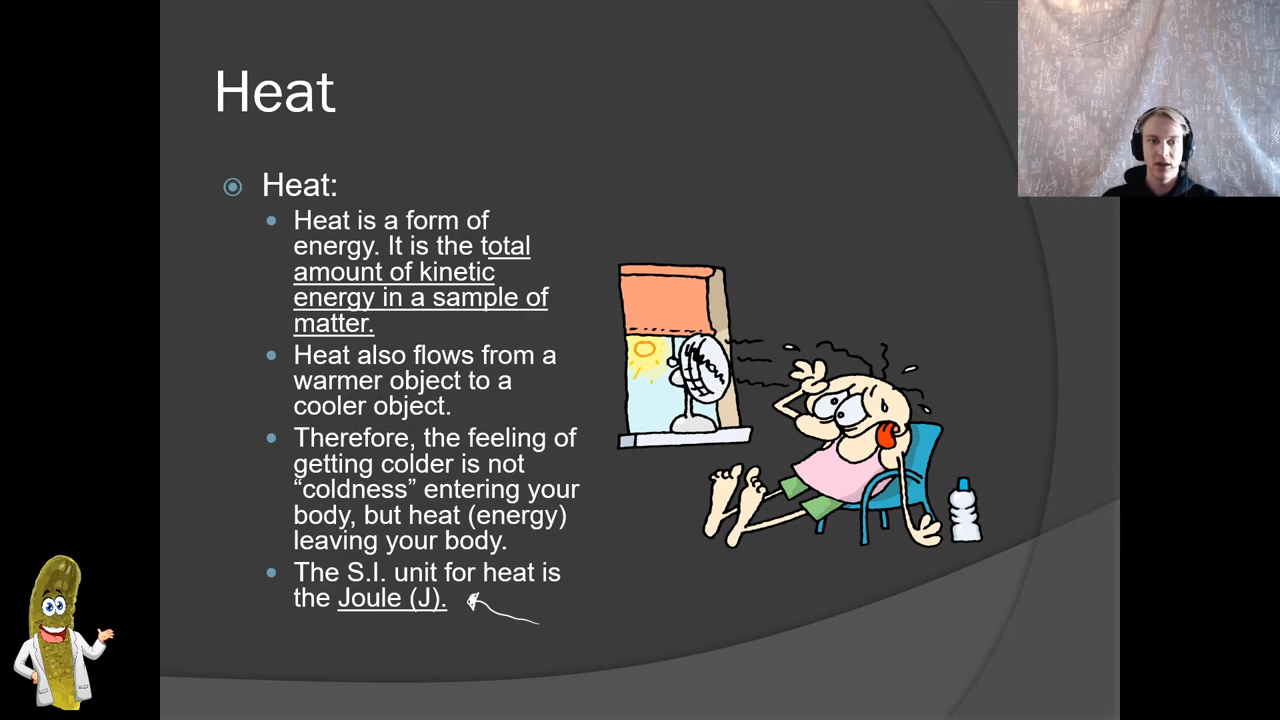 Heat
Heat:
Heat is a form of
energy. It is the total
amount of kinetic
energy in a sample of
matter.
Heat also flows from a
warmer object to a
cooler object.
Therefore, the feeling of
getting colder is not
“coldness” entering your
body, but heat (energy)
leaving your body.
The S.I. unit for heat is
the Joule (J).